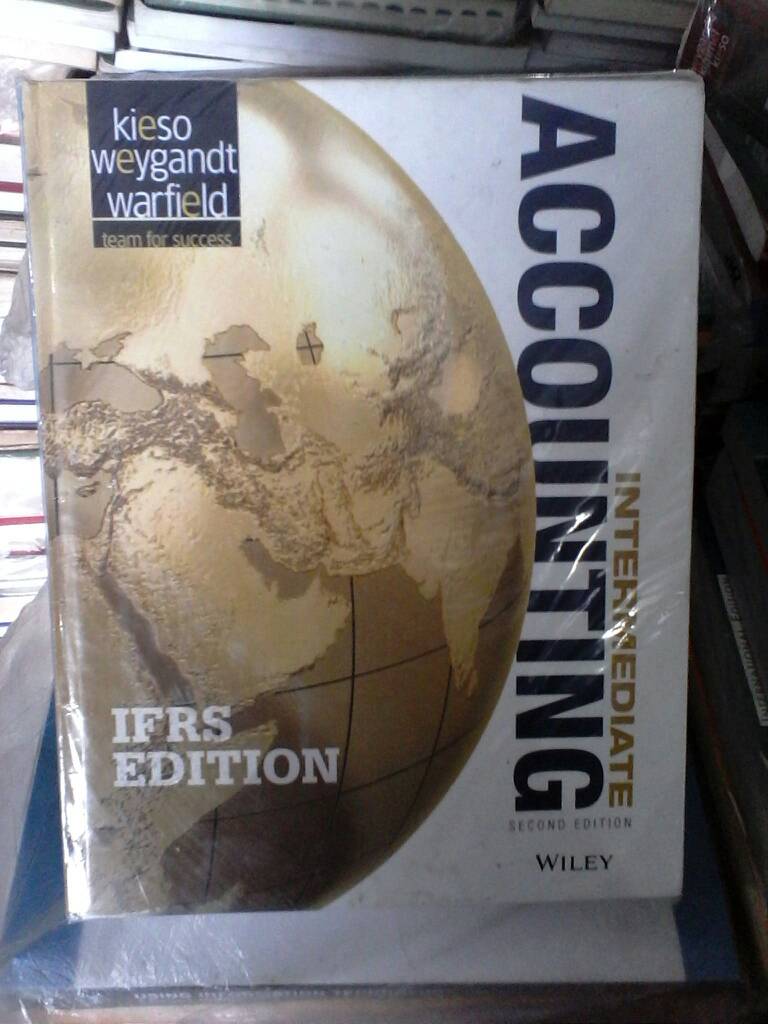 kieso
weygandt
warfield
team for success
INTERMEDIATE
ACCOUNTING
SECOND EDITION
WILEY
IFRS
EDITION